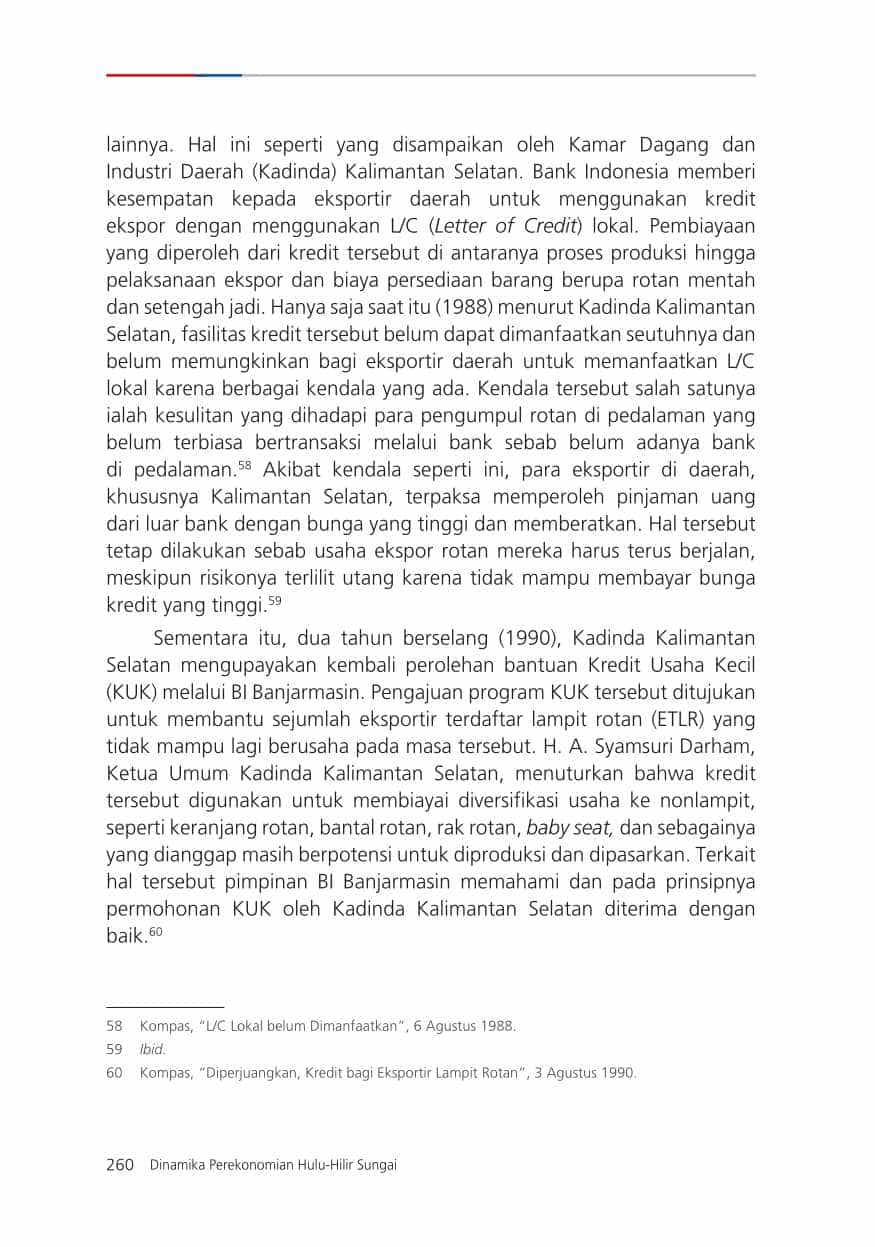 lainnya. Hal ini seperti yang disampaikan oleh Kamar Dagang dan
Industri Daerah (Kadinda) Kalimantan Selatan. Bank Indonesia memberi
kesempatan kepada eksportir daerah untuk menggunakan kredit
ekspor dengan menggunakan L/C (Letter of Credit) lokal. Pembiayaan
yang diperoleh dari kredit tersebut di antaranya proses produksi hingga
pelaksanaan ekspor dan biaya persediaan barang berupa rotan mentah
dan setengah jadi. Hanya saja saat itu (1988) menurut Kadinda Kalimantan
Selatan, fasilitas kredit tersebut belum dapat dimanfaatkan seutuhnya dan
belum memungkinkan bagi eksportir daerah untuk memanfaatkan L/C
lokal karena berbagai kendala yang ada. Kendala tersebut salah satunya
ialah kesulitan yang dihadapi para pengumpul rotan di pedalaman yang
belum terbiasa bertransaksi melalui bank sebab belum adanya bank
di pedalaman.58 Akibat kendala seperti ini, para eksportir di daerah,
khususnya Kalimantan Selatan, terpaksa memperoleh pinjaman uang
dari luar bank dengan bunga yang tinggi dan memberatkan. Hal tersebut
tetap dilakukan sebab usaha ekspor rotan mereka harus terus berjalan,
meskipun risikonya terlilit utang karena tidak mampu membayar bunga
kredit yang tinggi.59
Sementara itu, dua tahun berselang (1990), Kadinda Kalimantan
Selatan mengupayakan kembali perolehan bantuan Kredit Usaha Kecil
(KUK) melalui BI Banjarmasin. Pengajuan program KUK tersebut ditujukan
untuk membantu sejumlah eksportir terdaftar lampit rotan (ETLR) yang
tidak mampu lagi berusaha pada masa tersebut. H. A. Syamsuri Darham,
Ketua Umum Kadinda Kalimantan Selatan, menuturkan bahwa kredit
tersebut digunakan untuk membiayai diversifikasi usaha ke nonlampit,
seperti keranjang rotan, bantal rotan, rak rotan, baby seat, dan sebagainya
yang dianggap masih berpotensi untuk diproduksi dan dipasarkan. Terkait
hal tersebut pimpinan BI Banjarmasin memahami dan pada prinsipnya
permohonan KUK oleh Kadinda Kalimantan Selatan diterima dengan
baik.60
58 Kompas, “L/C Lokal belum Dimanfaatkan”, 6 Agustus 1988.
59 Ibid.
60 Kompas, “Diperjuangkan, Kredit bagi Eksportir Lampit Rotan”, 3 Agustus 1990.
260 Dinamika Perekonomian Hulu-Hilir Sungai